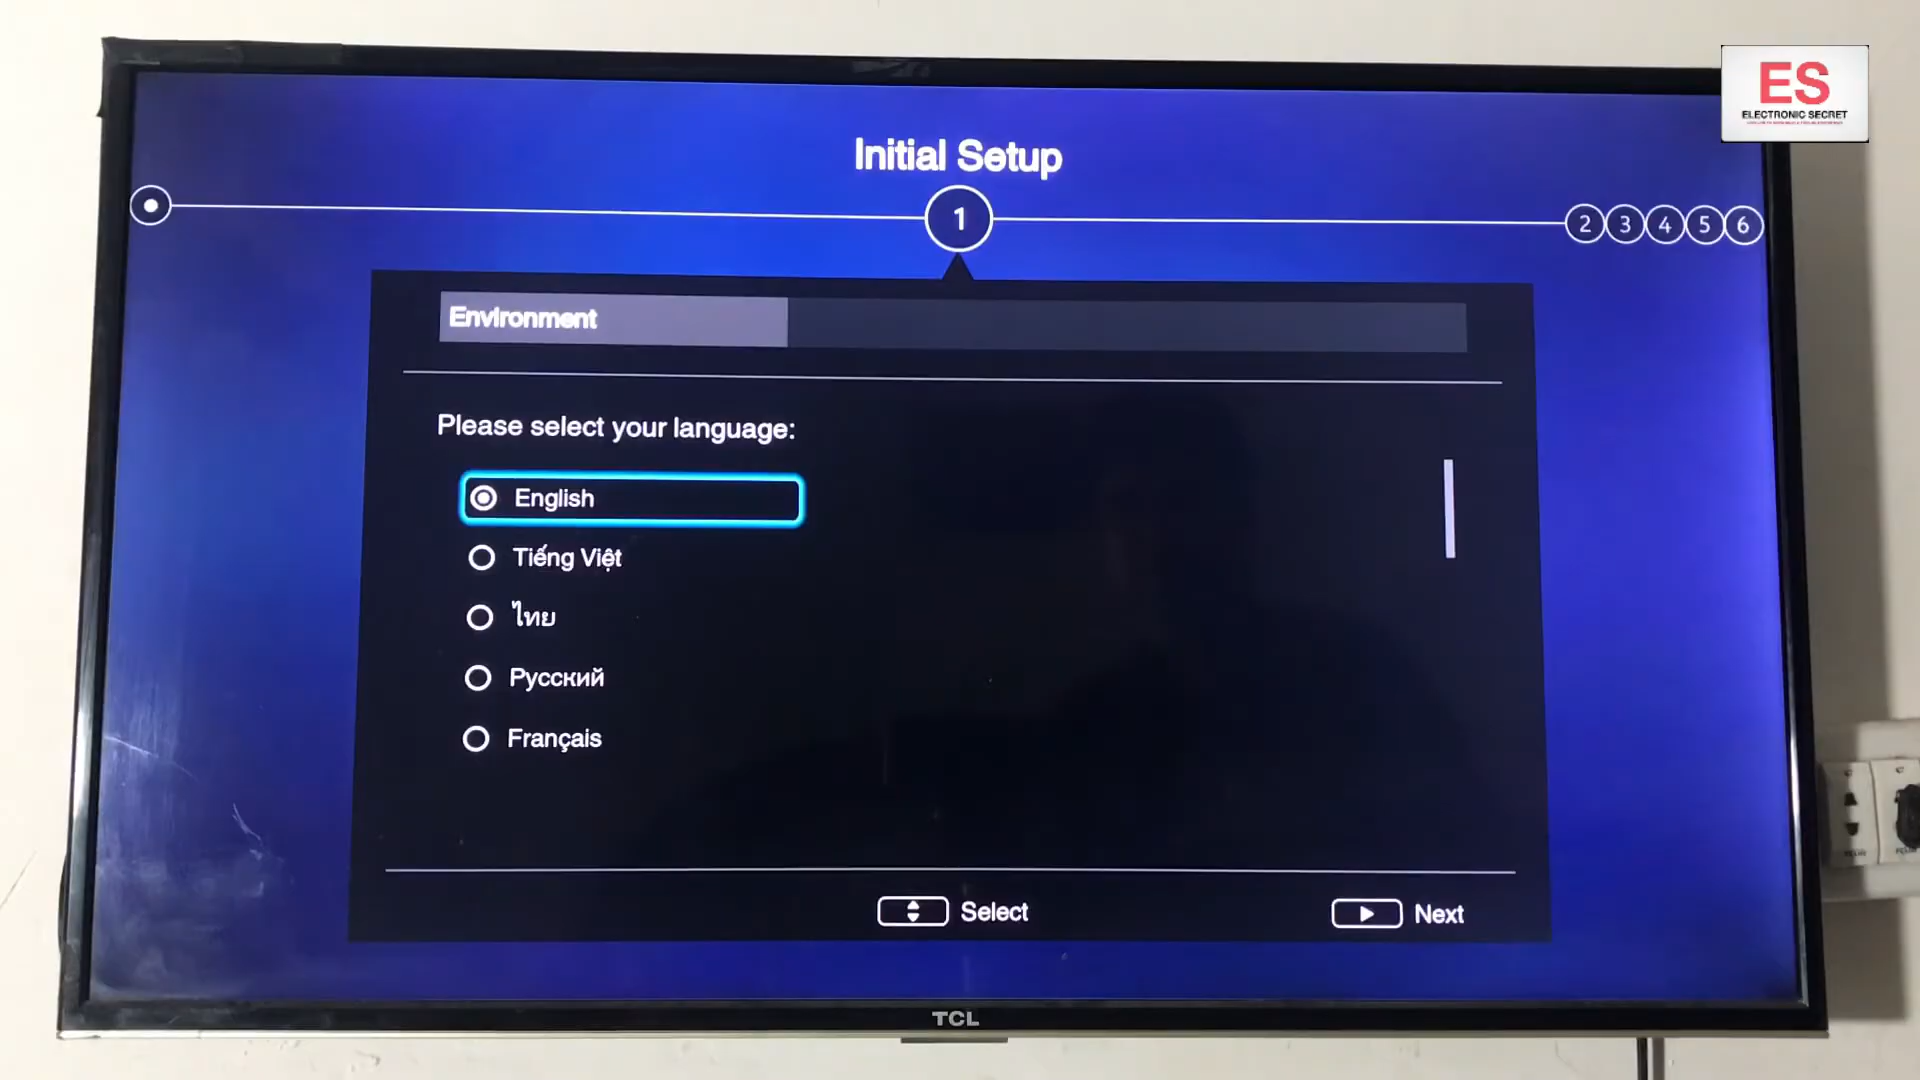 ES
ELECTRONIC SECRET
Initial Setup
1
2 3 4 5 6
Environment
Please select your language:
English
Tiếng Việt
ไทย
Русский
Français
Select
Next
TCL